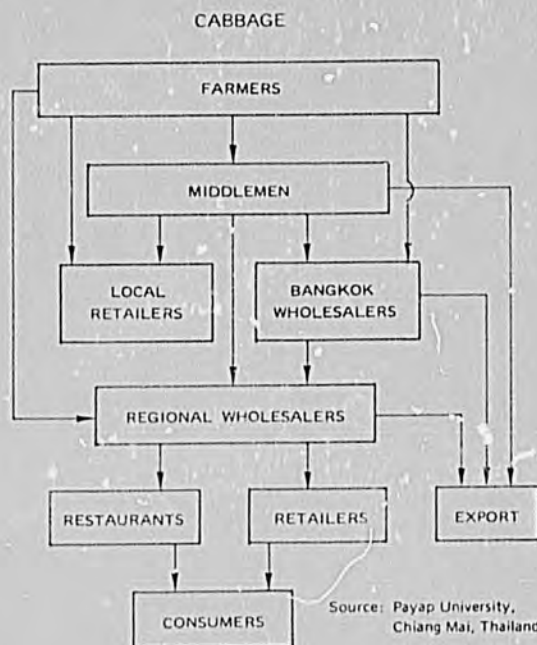 CABBAGE
FARMERS
MIDDLEMEN
LOCAL
RETAILERS
BANGKOK
WHOLESALERS
REGIONAL WHOLESALERS
RESTAURANTS
RETAILERS
EXPORT
CONSUMERS
Source: Payap University,
Chiang Mai, Thailand